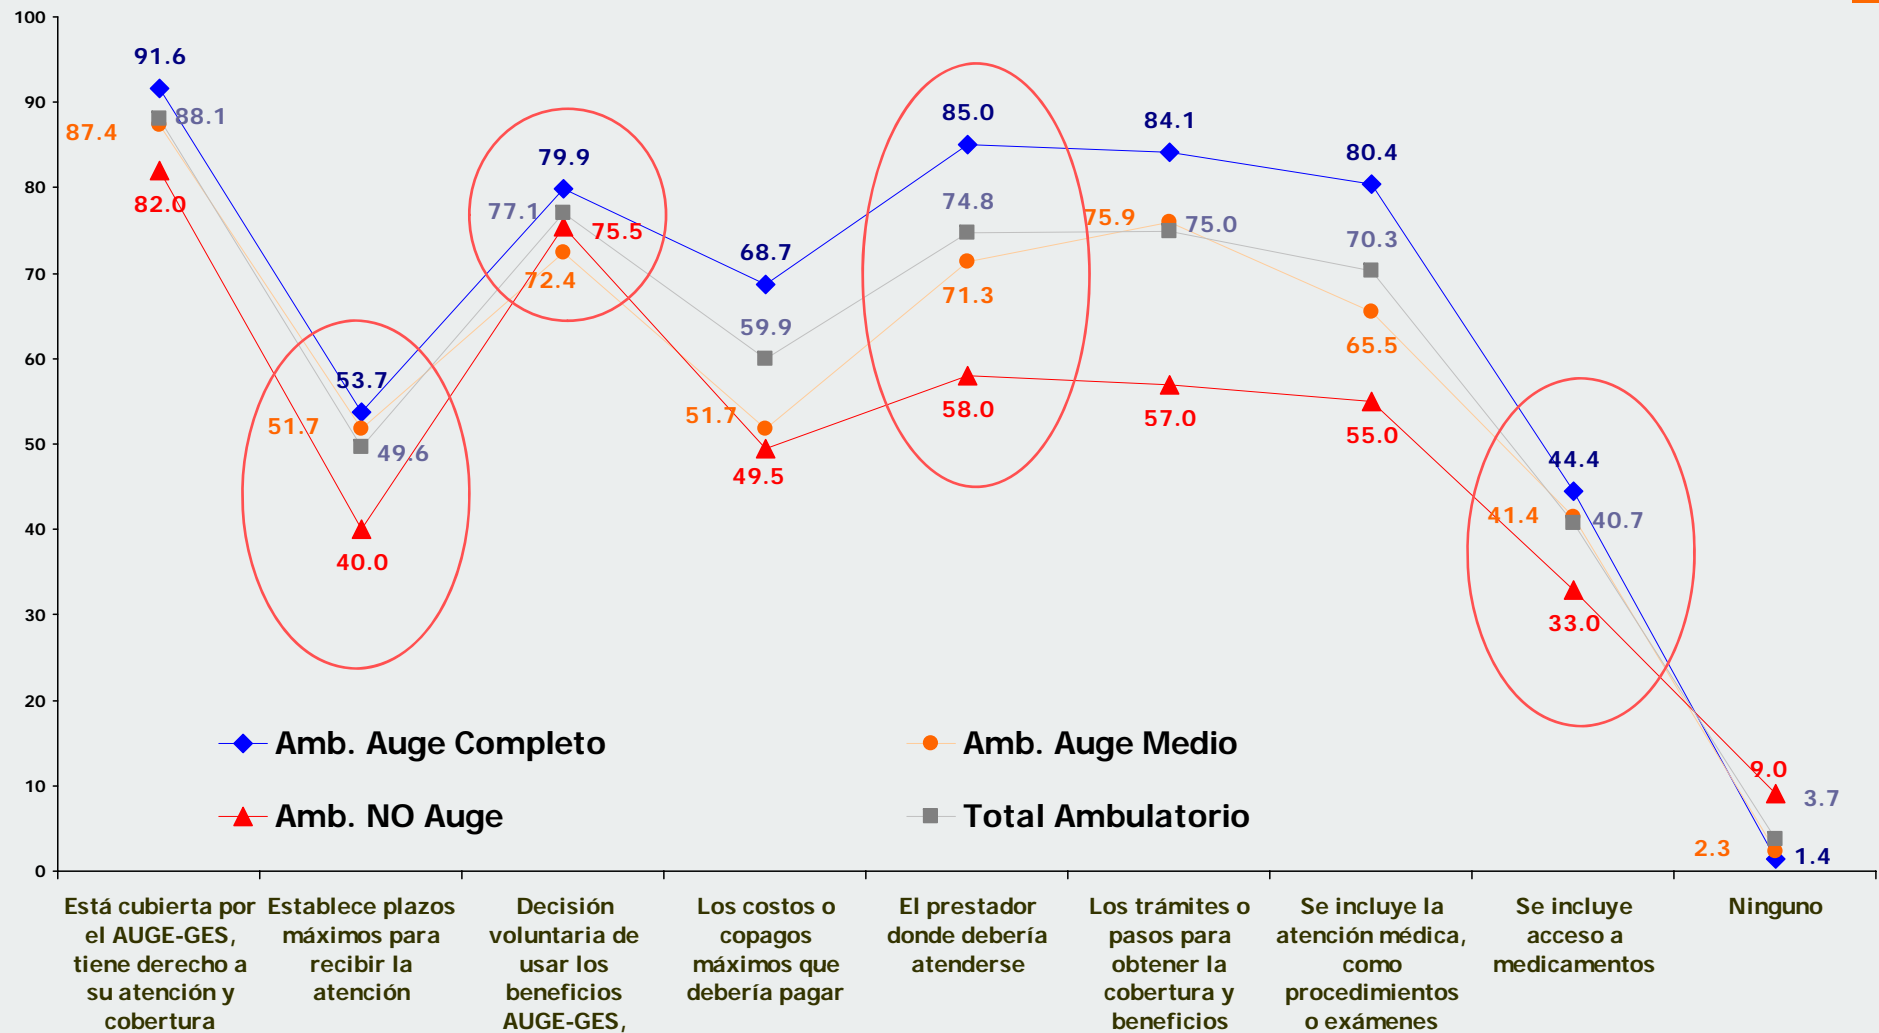 100
90
80
70
60
50
40
30
20
10
0
91.6
88.1
87.4
82.0
53.7
51.7
49.6
40.0
79.9
77.1
75.5
72.4
68.7
59.9
51.7
49.5
85.0
74.8
71.3
58.0
84.1
75.9
75.0
57.0
80.4
70.3
65.5
55.0
44.4
41.4
40.7
33.0
9.0
3.7
2.3
1.4
Amb. Auge Completo
Amb. Auge Medio
Amb. NO Auge
Total Ambulatorio
Está cubierta por
el AUGE-GES,
tiene derecho a
su atención y
cobertura
Establece plazos
máximos para
recibir la
atención
Decisión
voluntaria de
usar los
beneficios
AUGE-GES,
Los costos o
copagos
máximos que
debería pagar
El prestador
donde debería
atenderse
Los trámites o
pasos para
obtener la
cobertura y
beneficios
Se incluye la
atención médica,
como
procedimientos
o exámenes
Se incluye
acceso a
medicamentos
Ninguno